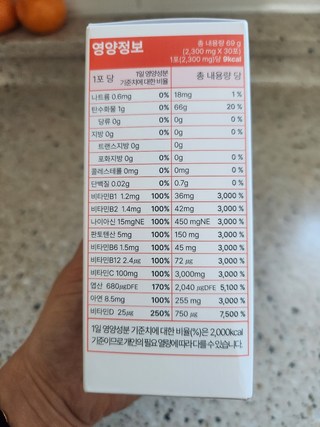 영양정보
총 내용량 69 g
(2,300 mg X 30포)
1포(2,300 mg)당 9kcal
1포 당 1일 영양성분 기준치에 대한 비율 총 내용량 당
나트륨 0.6mg 0% 18mg 1 %
탄수화물 1g 0% 66g 20 %
당류 0g 0% 0g 0 %
지방 0g 0% 0g 0 %
트랜스지방 0g 0g
포화지방 0g 0% 0g 0 %
콜레스테롤 0mg 0% 0mg 0 %
단백질 0.02g 0% 0.7g 0 %
비타민B1 1.2mg 100% 36mg 3,000 %
비타민B2 1.4mg 100% 42mg 3,000 %
나이아신 15mgNE 100% 450 mgNE 3,000 %
판토텐산 5mg 100% 150 mg 3,000 %
비타민B6 1.5mg 100% 45 mg 3,000 %
비타민B12 2.4㎍ 100% 72 ㎍ 3,000 %
비타민C 100mg 100% 3,000mg 3,000 %
엽산 680㎍DFE 170% 2,040 ㎍DFE 5,100 %
아연 8.5mg 100% 255 mg 3,000 %
비타민D 25㎍ 250% 750 ㎍ 7,500 %
1일 영양성분 기준치에 대한 비율(%)은 2,000kcal
기준이므로 개인의 필요 열량에 따라 다를 수 있습니다.